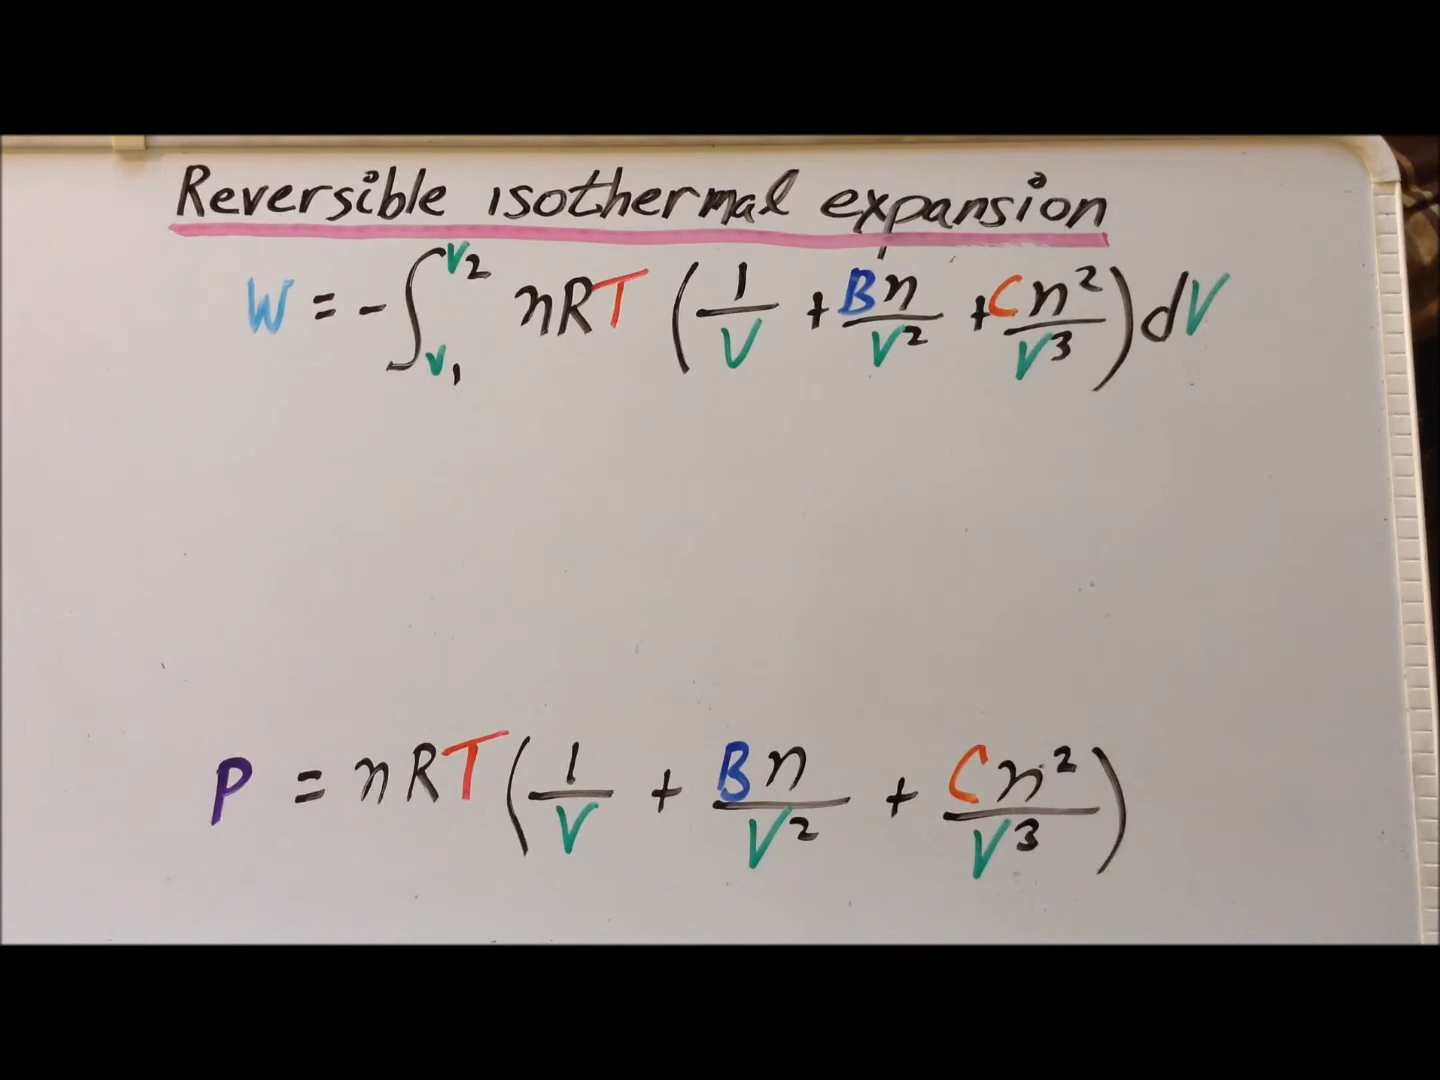 Reversible isothermal expansion
W = -∫_{V₁}^{V₂} nRT (1/V + Bn/V² + Cn²/V³) dV
P = nRT (1/V + Bn/V² + Cn²/V³)